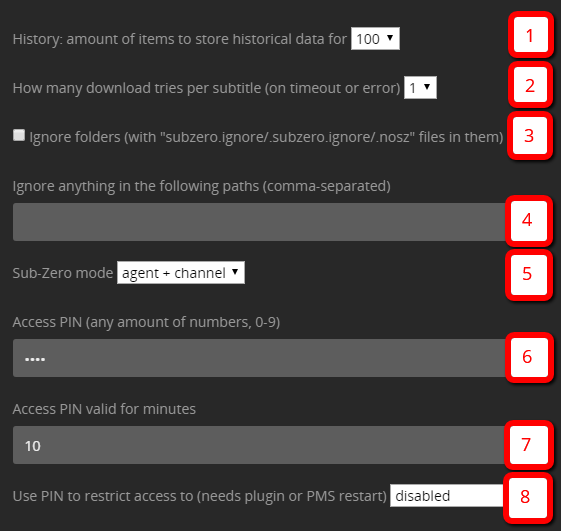 History: amount of items to store historical data for 100 1
How many download tries per subtitle (on timeout or error) 1 2
Ignore folders (with "subzero.ignore/.subzero.ignore/.nosz" files in them) 3
Ignore anything in the following paths (comma-separated)
4
Sub-Zero mode agent + channel 5
Access PIN (any amount of numbers, 0-9)
•••• 6
Access PIN valid for minutes
10 7
Use PIN to restrict access to (needs plugin or PMS restart) disabled 8